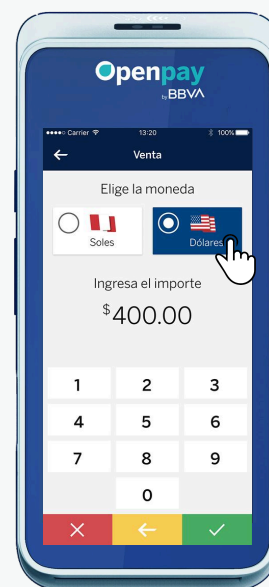 Openpay
by BBVA
Carrier 13:20 100%
Venta
Elige la moneda
Soles Dólares
Ingresa el importe
$400.00
1 2 3
4 5 6
7 8 9
0